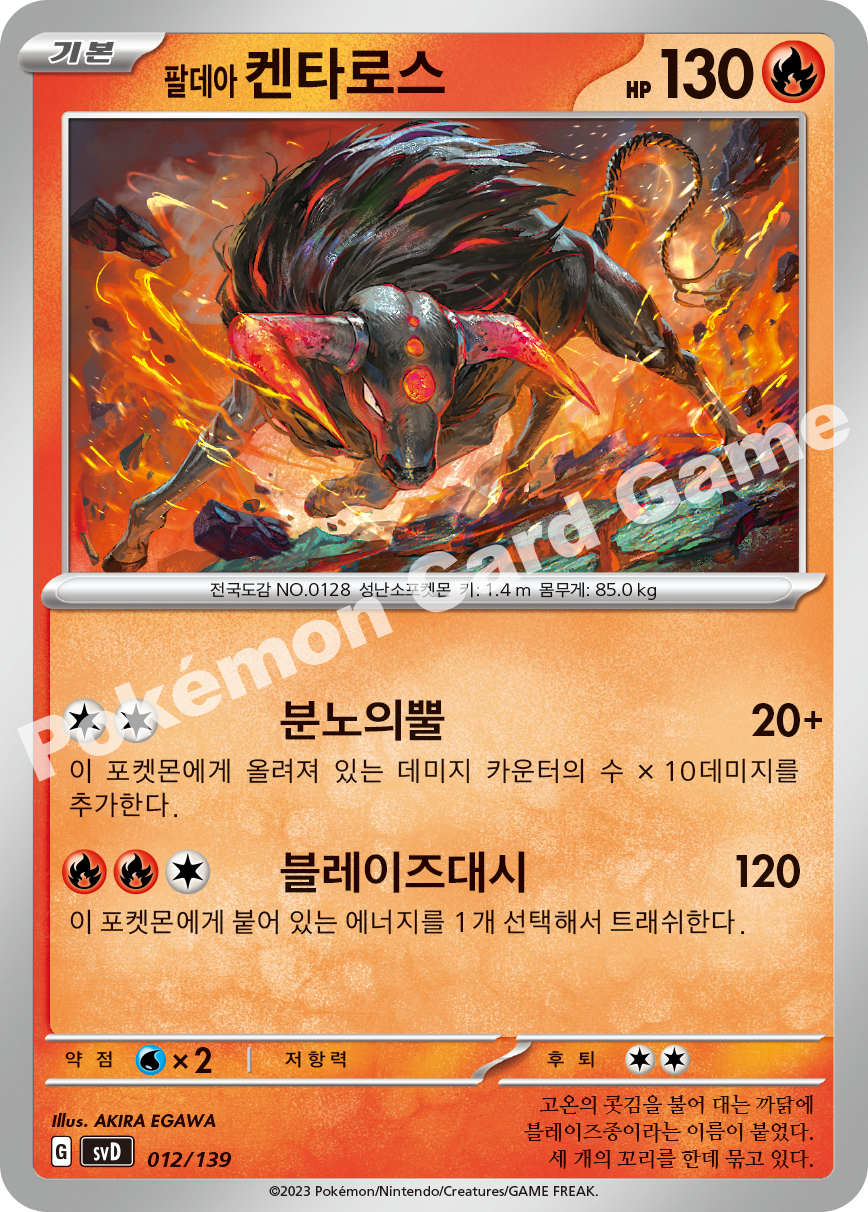 기본
팔데아 켄타로스
HP 130
전국도감 NO.0128 성난소포켓몬 키: 1.4 m 몸무게: 85.0 kg
Pokémon Card Game
분노의뿔 20+
이 포켓몬에게 올려져 있는 데미지 카운터의 수 × 10데미지를
추가한다.
블레이즈대시 120
이 포켓몬에게 붙어 있는 에너지를 1개 선택해서 트래쉬한다.
약점 ×2 저항력 후퇴
Illus. AKIRA EGAWA
G svD 012/139
고온의 콧김을 불어 대는 까닭에
블레이즈종이라는 이름이 붙었다.
세 개의 꼬리를 한데 묶고 있다.
©2023 Pokémon/Nintendo/Creatures/GAME FREAK.